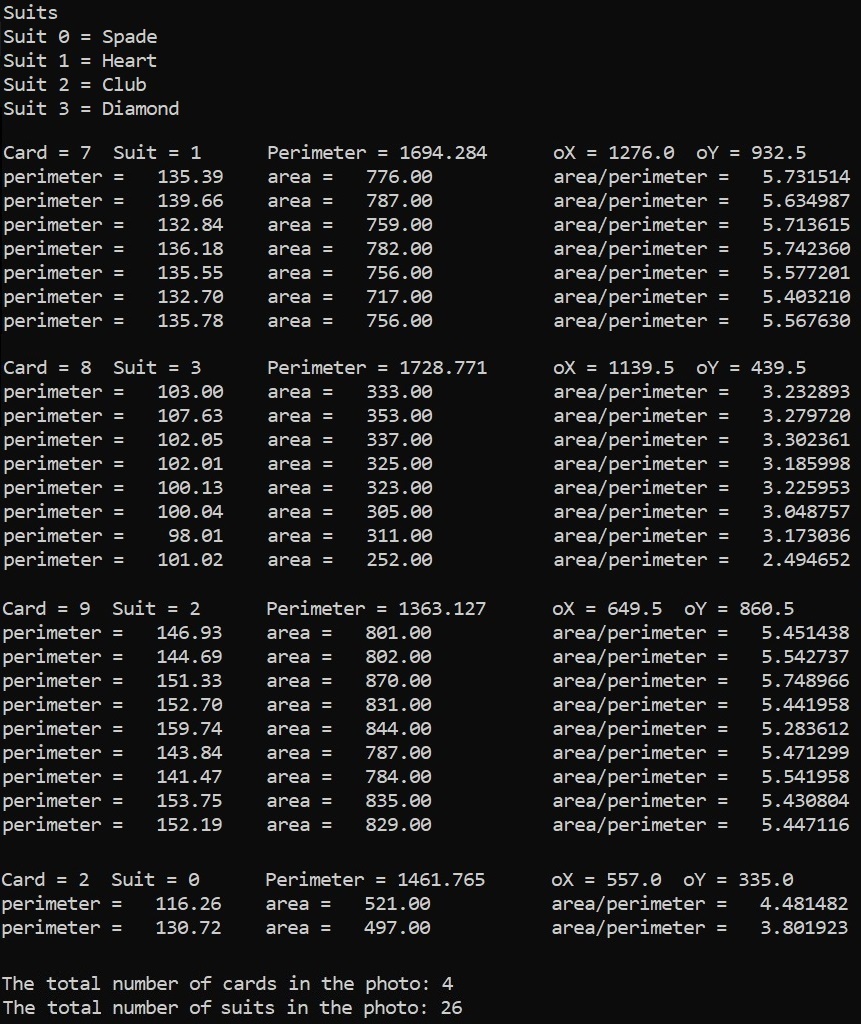 Suits
Suit 0 = Spade
Suit 1 = Heart
Suit 2 = Club
Suit 3 = Diamond
Card = 7 Suit = 1 Perimeter = 1694.284 oX = 1276.0 oY = 932.5
perimeter = 135.39 area = 776.00 area/perimeter = 5.731514
perimeter = 139.66 area = 787.00 area/perimeter = 5.634987
perimeter = 132.84 area = 759.00 area/perimeter = 5.713615
perimeter = 136.18 area = 782.00 area/perimeter = 5.742360
perimeter = 135.55 area = 756.00 area/perimeter = 5.577201
perimeter = 132.70 area = 717.00 area/perimeter = 5.403210
perimeter = 135.78 area = 756.00 area/perimeter = 5.567630
Card = 8 Suit = 3 Perimeter = 1728.771 oX = 1139.5 oY = 439.5
perimeter = 103.00 area = 333.00 area/perimeter = 3.232893
perimeter = 107.63 area = 353.00 area/perimeter = 3.279720
perimeter = 102.05 area = 337.00 area/perimeter = 3.302361
perimeter = 102.01 area = 325.00 area/perimeter = 3.185998
perimeter = 100.13 area = 323.00 area/perimeter = 3.225953
perimeter = 100.04 area = 305.00 area/perimeter = 3.048757
perimeter = 98.01 area = 311.00 area/perimeter = 3.173036
perimeter = 101.02 area = 252.00 area/perimeter = 2.494652
Card = 9 Suit = 2 Perimeter = 1363.127 oX = 649.5 oY = 860.5
perimeter = 146.93 area = 801.00 area/perimeter = 5.451438
perimeter = 144.69 area = 802.00 area/perimeter = 5.542737
perimeter = 151.33 area = 870.00 area/perimeter = 5.748966
perimeter = 152.70 area = 831.00 area/perimeter = 5.441958
perimeter = 159.74 area = 844.00 area/perimeter = 5.283612
perimeter = 143.84 area = 787.00 area/perimeter = 5.471299
perimeter = 141.47 area = 784.00 area/perimeter = 5.541958
perimeter = 153.75 area = 835.00 area/perimeter = 5.430804
perimeter = 152.19 area = 829.00 area/perimeter = 5.447116
Card = 2 Suit = 0 Perimeter = 1461.765 oX = 557.0 oY = 335.0
perimeter = 116.26 area = 521.00 area/perimeter = 4.481482
perimeter = 130.72 area = 497.00 area/perimeter = 3.801923
The total number of cards in the photo: 4
The total number of suits in the photo: 26